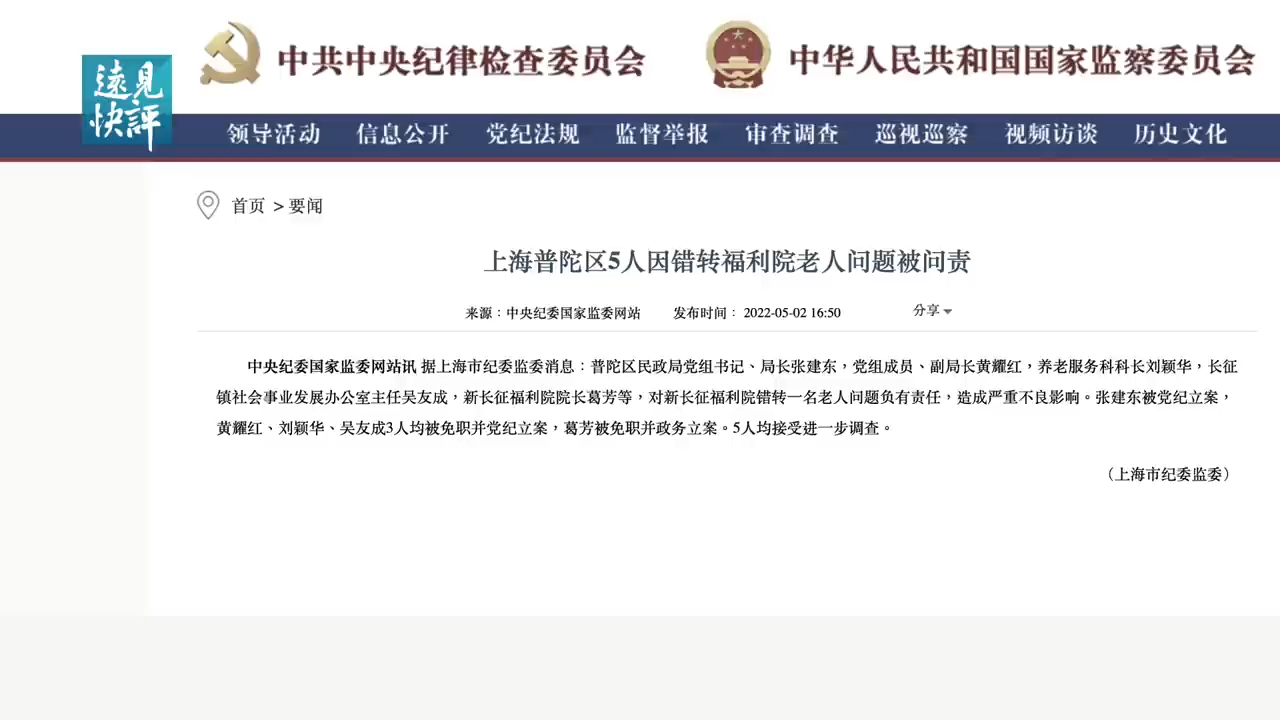 中共中央纪律检查委员会 中华人民共和国国家监察委员会
遠見
快評
领导活动 信息公开 党纪法规 监督举报 审查调查 巡视巡察 视频访谈 历史文化
首页 > 要闻
上海普陀区5人因错转福利院老人问题被问责
来源：中央纪委国家监委网站 发布时间： 2022-05-02 16:50 分享
中央纪委国家监委网站讯 据上海市纪委监委消息：普陀区民政局党组书记、局长张建东，党组成员、副局长黄耀红，养老服务科科长刘颖华，长征
镇社会事业发展办公室主任吴友成，新长征福利院院长葛芳等，对新长征福利院错转一名老人问题负有责任，造成严重不良影响。张建东被党纪立案，
黄耀红、刘颖华、吴友成3人均被免职并党纪立案，葛芳被免职并政务立案。5人均接受进一步调查。
（上海市纪委监委）